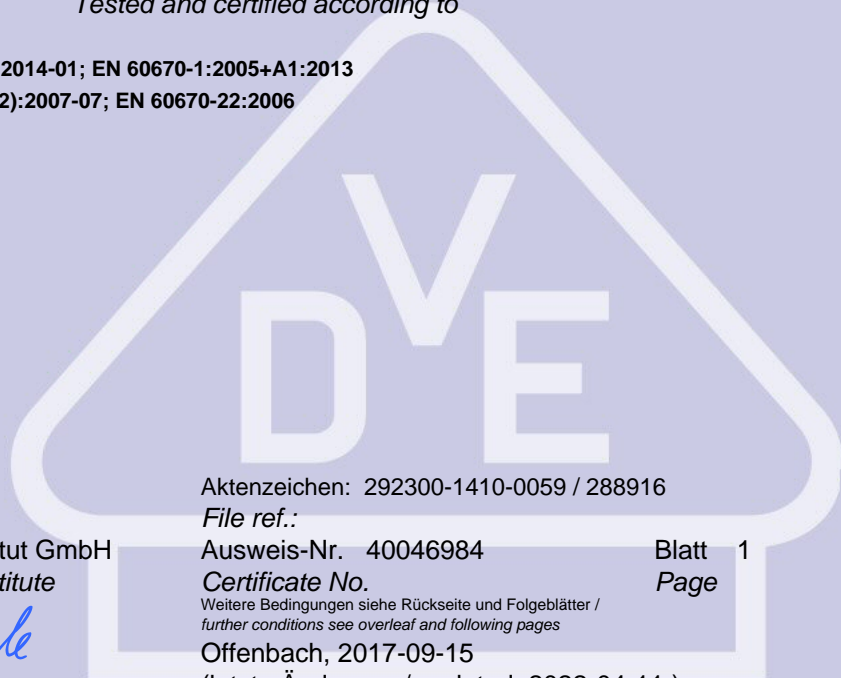 Tested and certified according to
2014-01; EN 60670-1:2005+A1:2013
2):2007-07; EN 60670-22:2006
DVE
Aktenzeichen: 292300-1410-0059 / 288916
File ref.:
tut GmbH Ausweis-Nr. 40046984 Blatt 1
titute Certificate No. Page
Weitere Bedingungen siehe Rückseite und Folgeblätter /
further conditions see overleaf and following pages
Offenbach, 2017-09-15